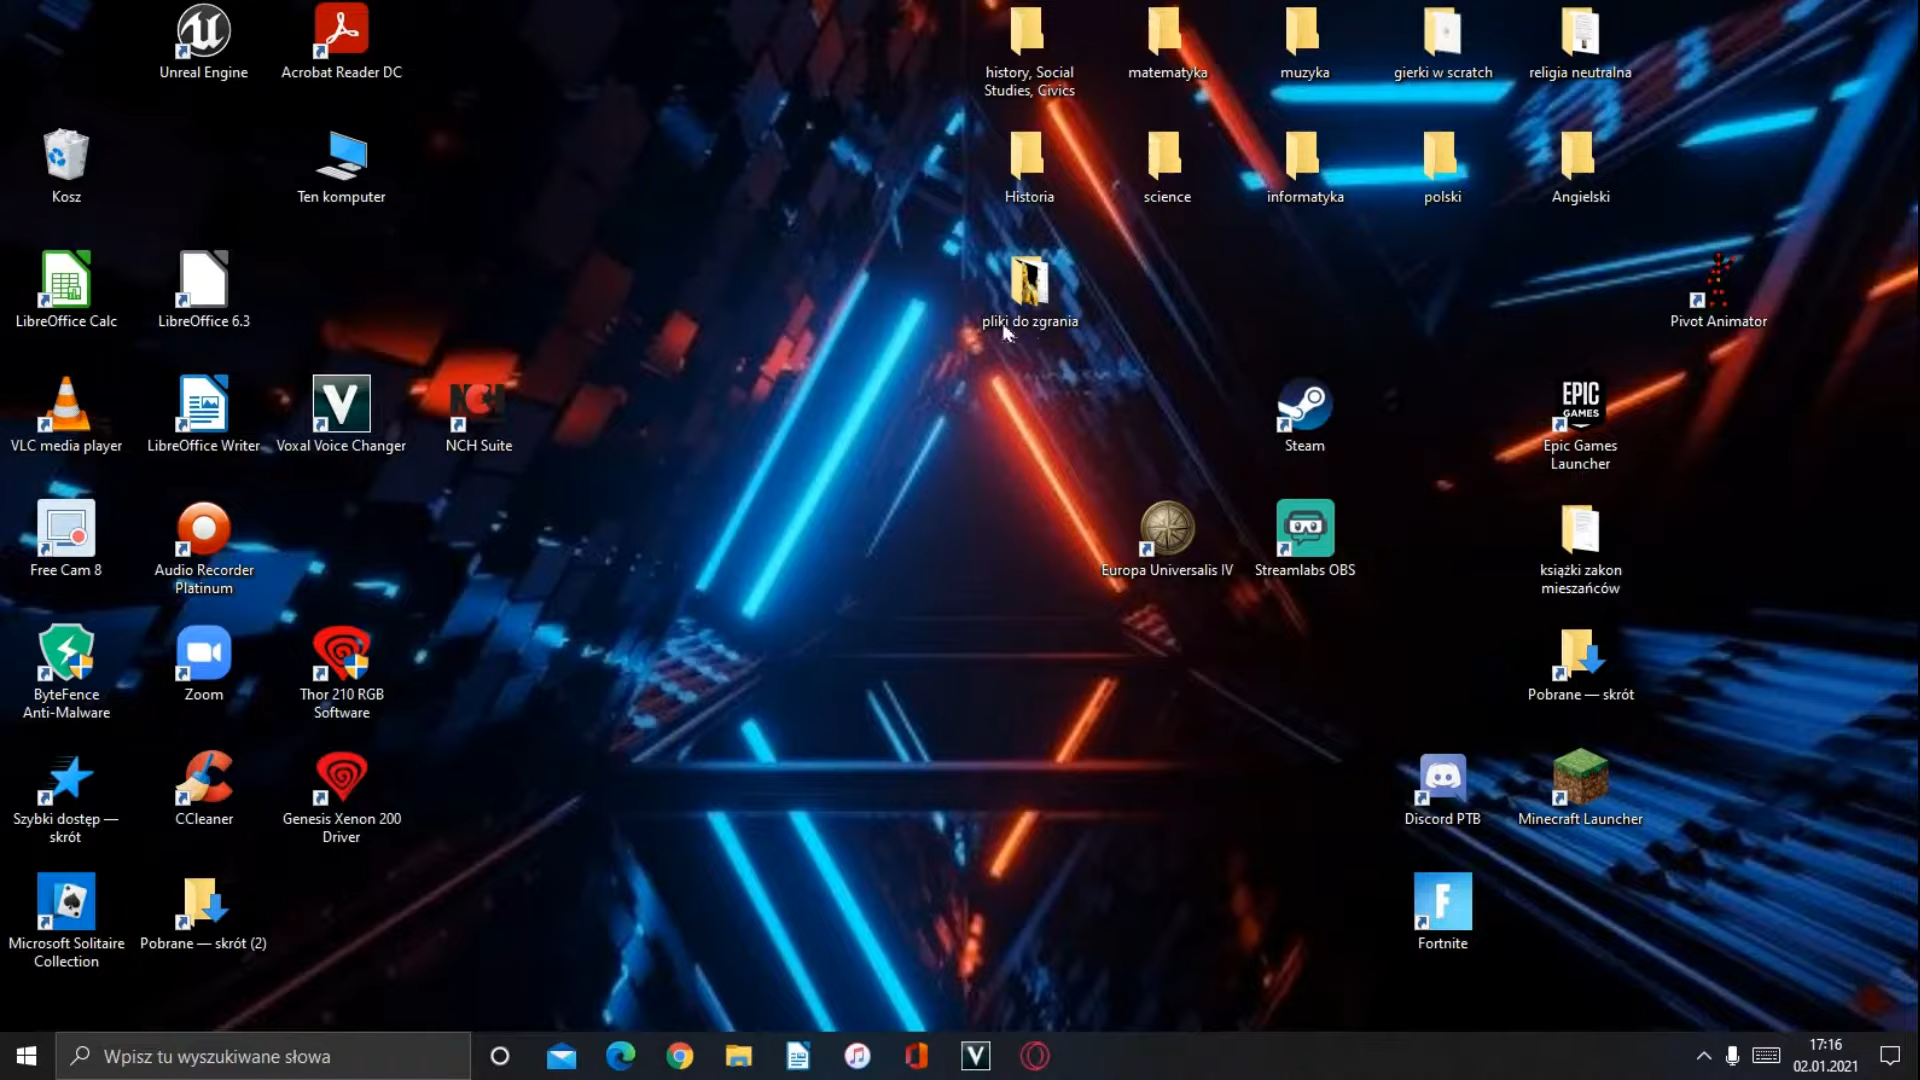 Unreal Engine
Acrobat Reader DC
history, Social
Studies, Civics
matematyka
muzyka
gierki w scratch
religia neutralna
Kosz
Ten komputer
Historia
science
informatyka
polski
Angielski
LibreOffice Calc
LibreOffice 6.3
pliki do zgrania
Pivot Animator
VLC media player
LibreOffice Writer
V
Voxal Voice Changer
NCH
NCH Suite
Steam
EPIC
GAMES
Epic Games
Launcher
Free Cam 8
Audio Recorder
Platinum
Europa Universalis IV
Streamlabs OBS
książki zakon
mieszańców
ByteFence
Anti-Malware
Zoom
Thor 210 RGB
Software
Pobrane — skrót
Szybki dostęp —
skrót
CCleaner
Genesis Xenon 200
Driver
Discord PTB
Minecraft Launcher
Microsoft Solitaire
Collection
Pobrane — skrót (2)
F
Fortnite
Wpisz tu wyszukiwane słowa
V
17:16
02.01.2021